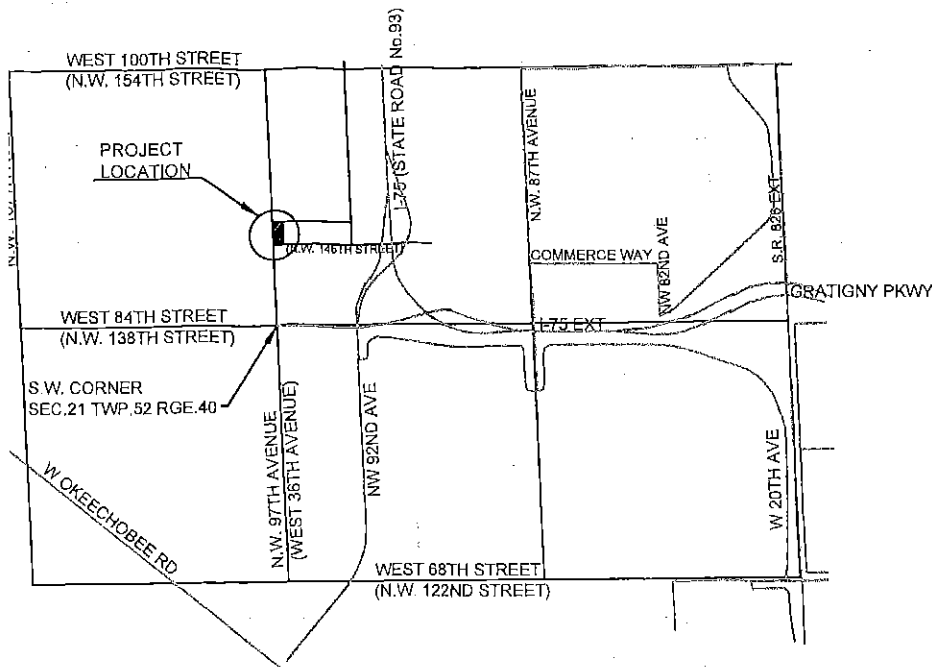 WEST 100TH STREET
(N.W. 154TH STREET)
I-75 (STATE ROAD No.93)
N.W. 87TH AVENUE
PROJECT
LOCATION
(N.W. 146TH STREET)
COMMERCE WAY
NW 82ND AVE
S.R. 826 EXT
GRATIGNY PKWY
WEST 84TH STREET
(N.W. 138TH STREET)
I-75 EXT
S.W. CORNER
SEC.21 TWP.52 RGE.40
N.W. 97TH AVENUE
(WEST 36TH AVENUE)
NW 92ND AVE
W 20TH AVE
W OKEECHOBEE RD
WEST 68TH STREET
(N.W. 122ND STREET)